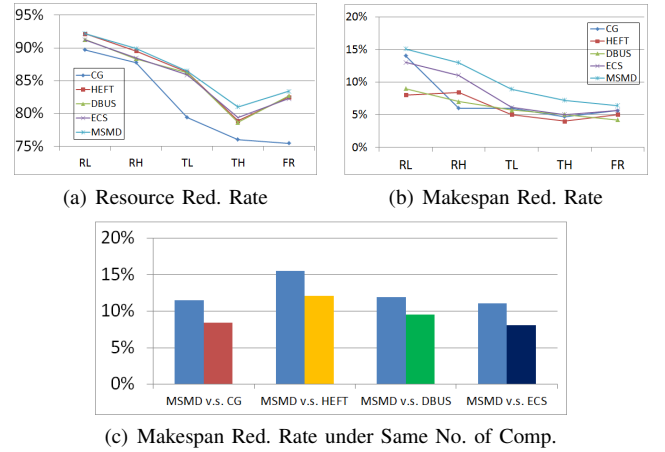 95%
90%
85%
80%
75%
CG
HEFT
DBUS
ECS
MSMD
RL RH TL TH FR
(a) Resource Red. Rate
20%
15%
10%
5%
0%
CG
HEFT
DBUS
ECS
MSMD
RL RH TL TH FR
(b) Makespan Red. Rate
20%
15%
10%
5%
0%
MSMD v.s. CG MSMD v.s. HEFT MSMD v.s. DBUS MSMD v.s. ECS
(c) Makespan Red. Rate under Same No. of Comp.